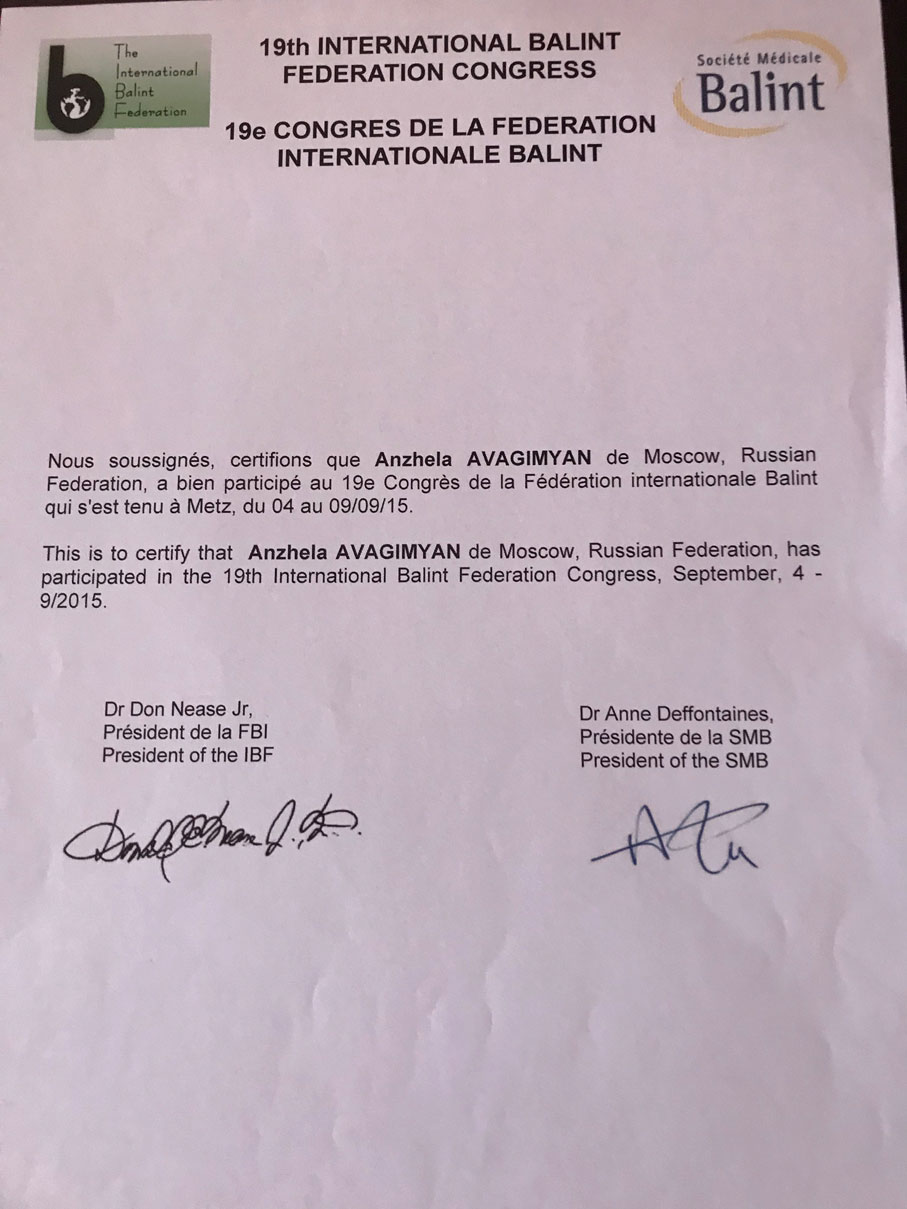 The
International
Balint
Federation
19th INTERNATIONAL BALINT
FEDERATION CONGRESS
19e CONGRES DE LA FEDERATION
INTERNATIONALE BALINT
Société Médicale
Balint
Nous soussignés, certifions que Anzhela AVAGIMYAN de Moscow, Russian
Federation, a bien participé au 19e Congrès de la Fédération internationale Balint
qui s'est tenu à Metz, du 04 au 09/09/15.
This is to certify that Anzhela AVAGIMYAN de Moscow, Russian Federation, has
participated in the 19th International Balint Federation Congress, September, 4 -
9/2015.
Dr Don Nease Jr,
Président de la FBI
President of the IBF
Dr Anne Deffontaines,
Présidente de la SMB
President of the SMB